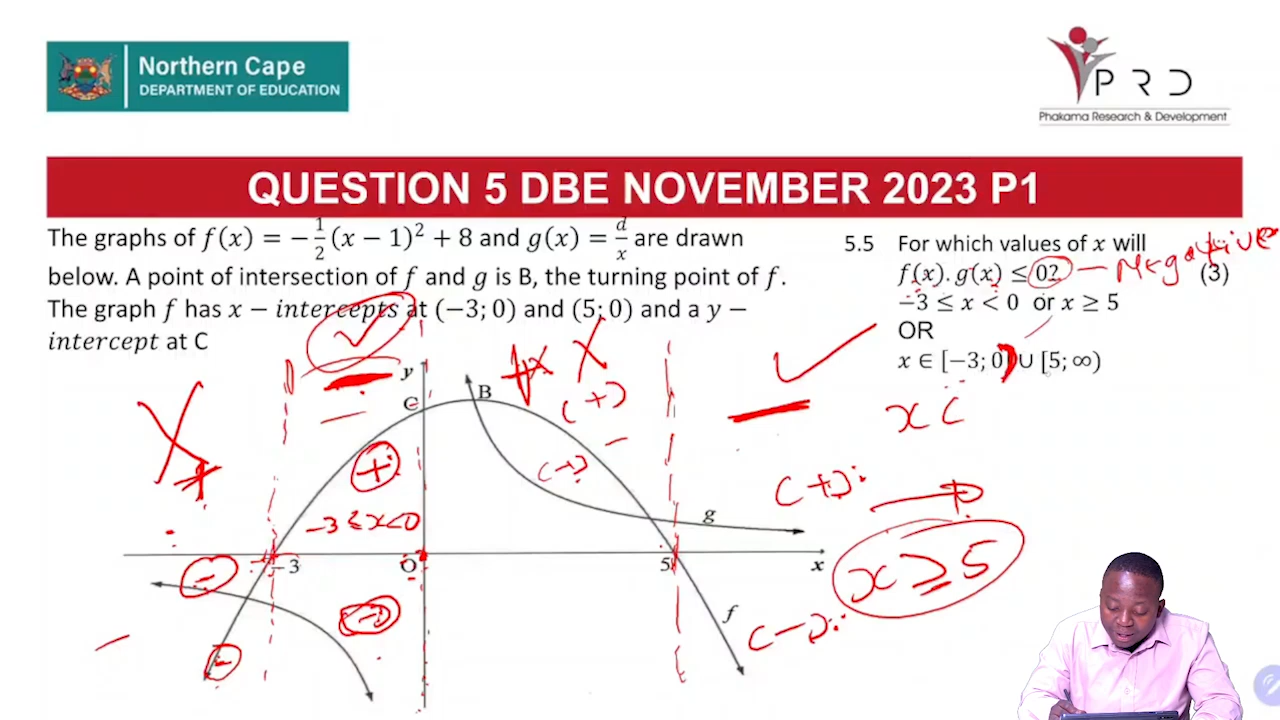 Northern Cape
DEPARTMENT OF EDUCATION
PRD
Phakama Research & Development
QUESTION 5 DBE NOVEMBER 2023 P1
The graphs of f(x) = −1/2(x − 1)² + 8 and g(x) = d/x are drawn
below. A point of intersection of f and g is B, the turning point of f.
The graph f has x − intercepts at (−3; 0) and (5; 0) and a y −
intercept at C
5.5 For which values of x will
f(x). g(x) ≤ 0? – Negative
(3)
−3 ≤ x < 0 or x ≥ 5
OR
x ∈ [−3; 0) ∪ [5; ∞)
y
C
B
(+)
(+)
+
−3 ≤ x < 0
(+)
g
−3
O
5
x
x ≥ 5
−
(−)
f
(−)
−